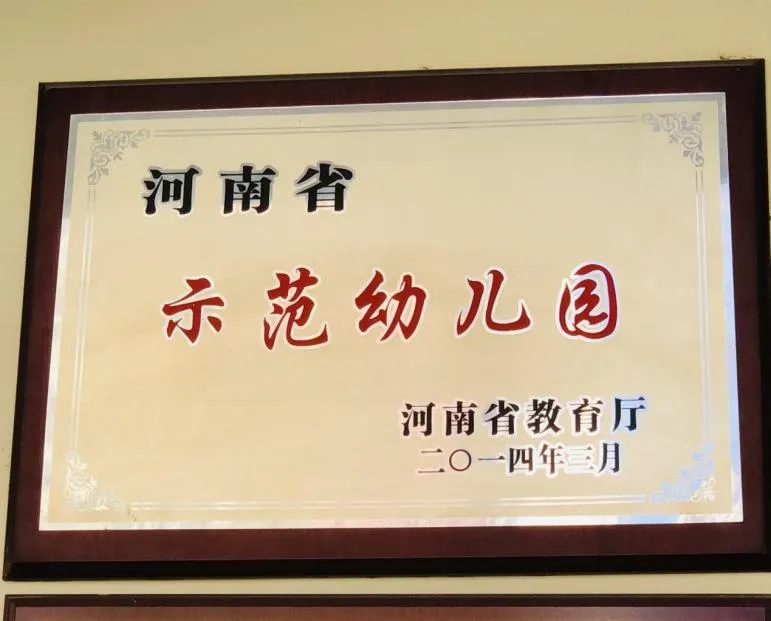 河南省
示范幼儿园
河南省教育厅
二〇一四年三月